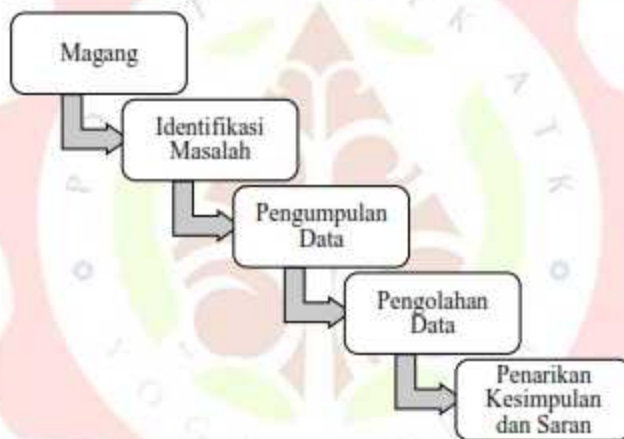 Magang
Identifikasi
Masalah
Pengumpulan
Data
Pengolahan
Data
Penarikan
Kesimpulan
dan Saran